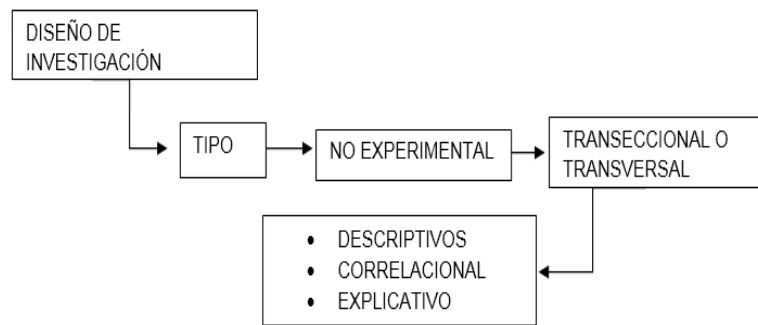 DISEÑO DE
INVESTIGACIÓN
TIPO
NO EXPERIMENTAL
TRANSECCIONAL O
TRANSVERSAL
• DESCRIPTIVOS
• CORRELACIONAL
• EXPLICATIVO